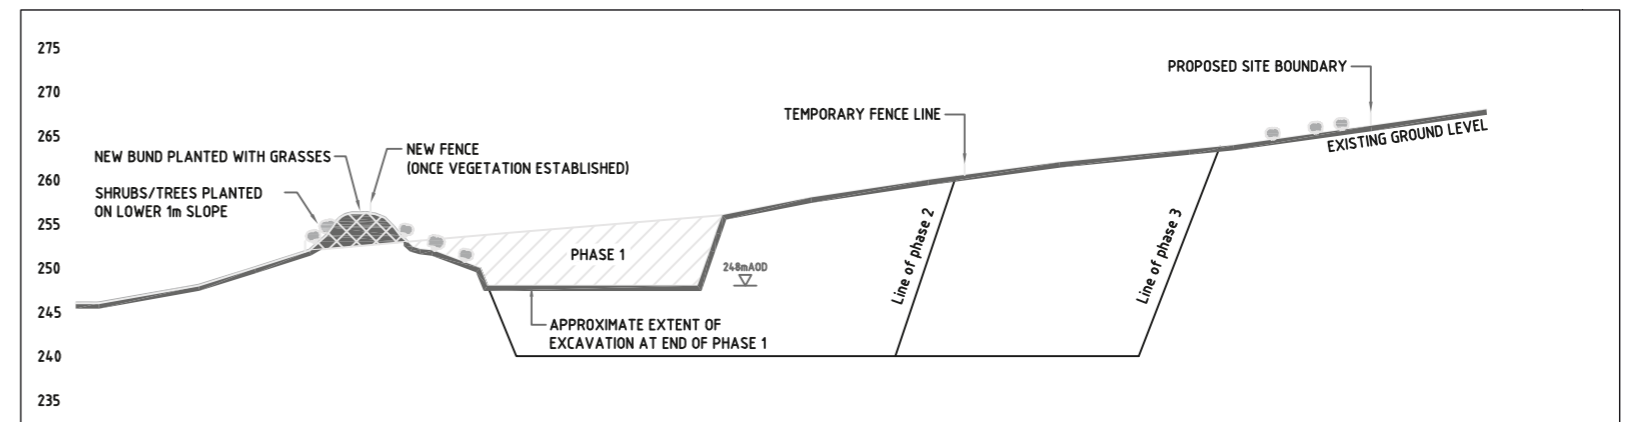 275
270
265
260
255
250
245
240
235
PROPOSED SITE BOUNDARY
TEMPORARY FENCE LINE
EXISTING GROUND LEVEL
NEW BUND PLANTED WITH GRASSES
NEW FENCE
(ONCE VEGETATION ESTABLISHED)
SHRUBS/TREES PLANTED
ON LOWER 1m SLOPE
PHASE 1
248mAOD
Line of phase 2
Line of phase 3
APPROXIMATE EXTENT OF
EXCAVATION AT END OF PHASE 1